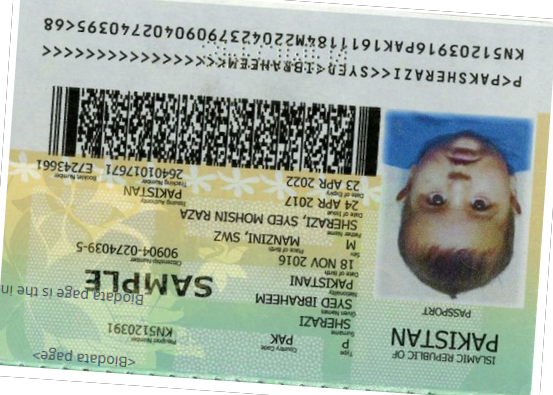 <Biodata page>
Biodata page is the in
ISLAMIC REPUBLIC OF
PAKISTAN
PASSPORT
Type
P
Country Code
PAK
Passport Number
KN5120391
Surname
SHERAZI
Given Names
SYED IBRAHEEM
Nationality
PAKISTANI
SAMPLE
Date of Birth
18 NOV 2016
Citizenship Number
90904-0274039-5
Sex
M
Place of Birth
MANZINI, SWZ
Father Name
SHERAZI, SYED MOHSIN RAZA
Date of Issue
24 APR 2017
Issuing Authority
PAKISTAN
Date of Expiry
23 APR 2022
Tracking Number
26401017671
Booklet Number
E7243661
P<PAKSHERAZI<<SYED<IBRAHEEM<<<<<<<<<<<<<<<<<
KN51203916PAK1611184M22042379090402740395<68